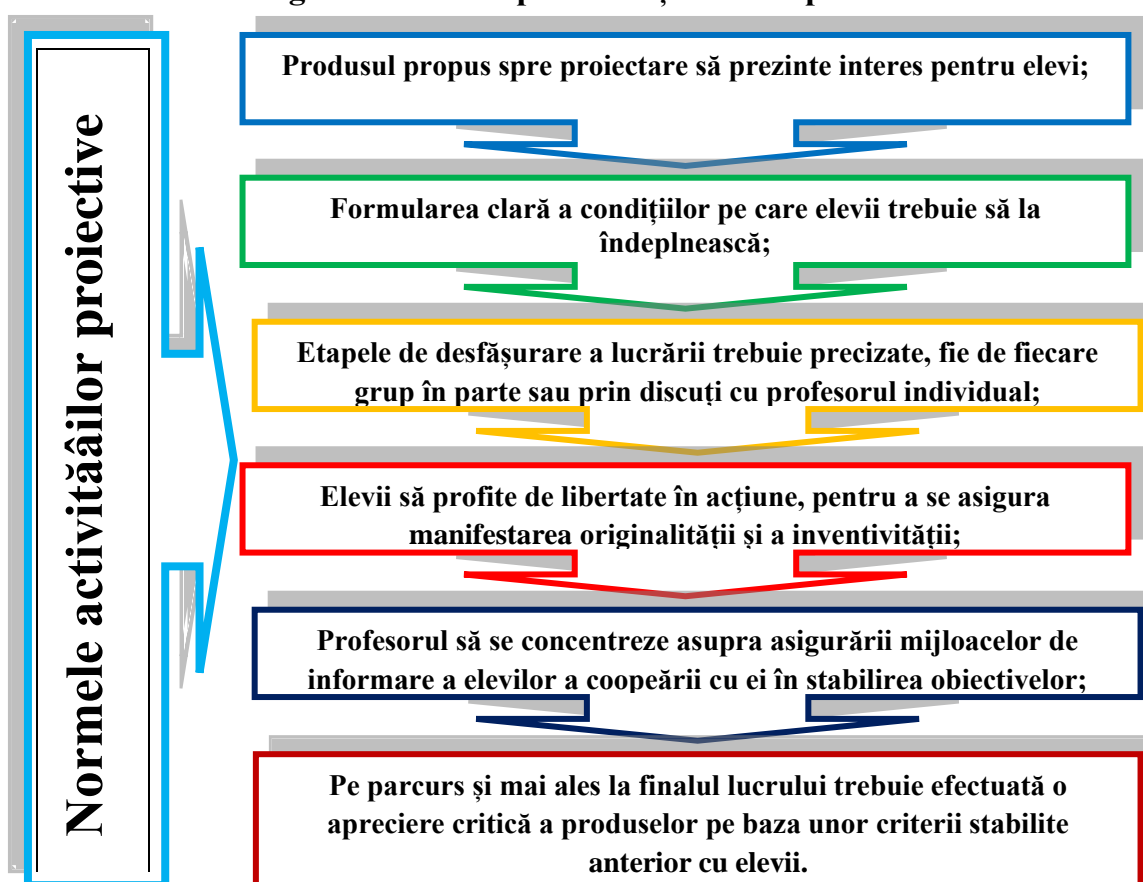 Normele activităâilor proiective
Produsul propus spre proiectare să prezinte interes pentru elevi;
Formularea clară a condițiilor pe care elevii trebuie să la
îndeplnească;
Etapele de desfășurare a lucrării trebuie precizate, fie de fiecare
grup în parte sau prin discuți cu profesorul individual;
Elevii să profite de libertate în acțiune, pentru a se asigura
manifestarea originalității și a inventivității;
Profesorul să se concentreze asupra asigurării mijloacelor de
informare a elevilor a coopeării cu ei în stabilirea obiectivelor;
Pe parcurs și mai ales la finalul lucrului trebuie efectuată o
apreciere critică a produselor pe baza unor criterii stabilite
anterior cu elevii.